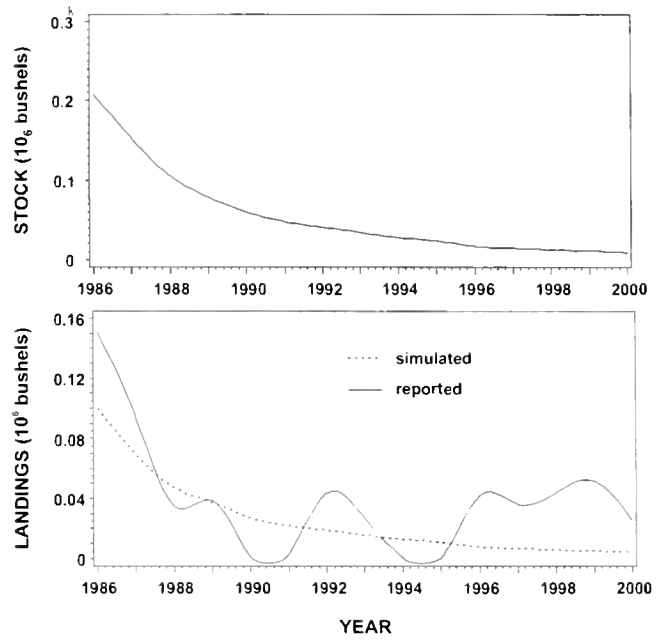 k
0.3
0.2
0.1
0
STOCK (10₆ bushels)
1986 1988 1990 1992 1994 1996 1998 2000
0.16
0.12
0.08
0.04
0
LANDINGS (10⁶ bushels)
simulated
reported
1986 1988 1990 1992 1994 1996 1998 2000
YEAR